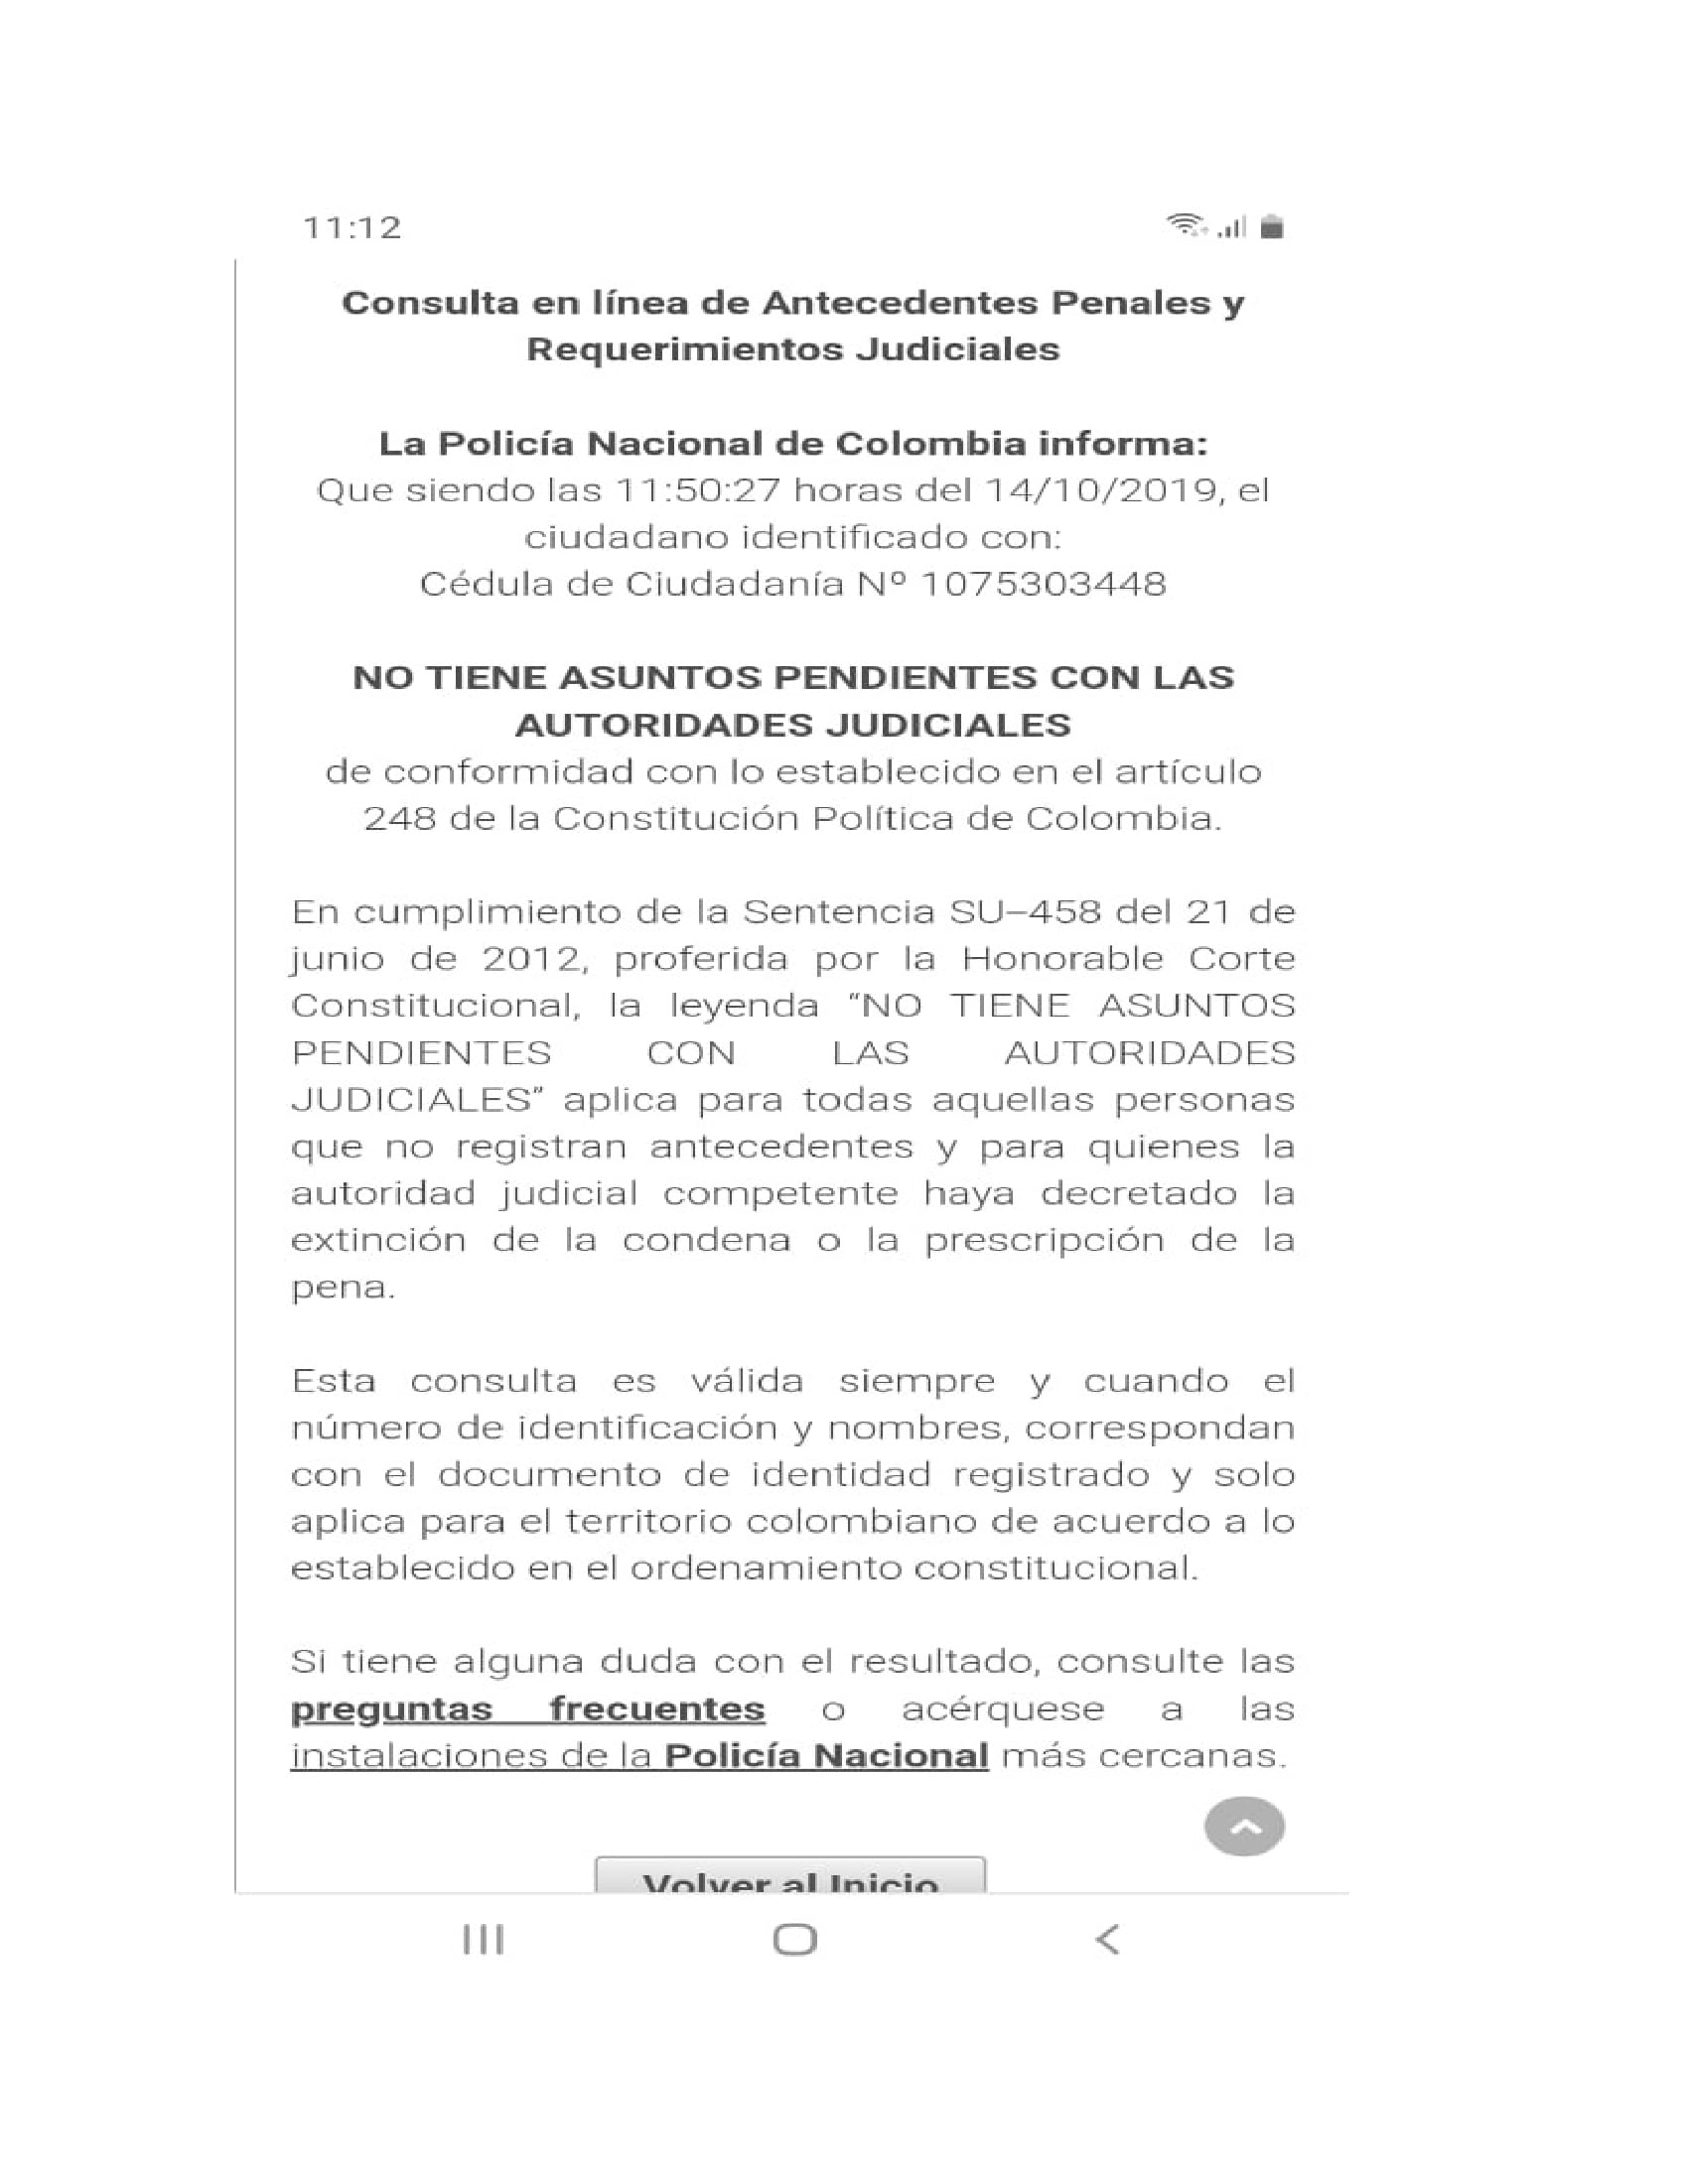 11:12
Consulta en línea de Antecedentes Penales y
Requerimientos Judiciales
La Policía Nacional de Colombia informa:
Que siendo las 11:50:27 horas del 14/10/2019, el
ciudadano identificado con:
Cédula de Ciudadanía Nº 1075303448
NO TIENE ASUNTOS PENDIENTES CON LAS
AUTORIDADES JUDICIALES
de conformidad con lo establecido en el artículo
248 de la Constitución Política de Colombia.
En cumplimiento de la Sentencia SU–458 del 21 de
junio de 2012, proferida por la Honorable Corte
Constitucional, la leyenda “NO TIENE ASUNTOS
PENDIENTES CON LAS AUTORIDADES
JUDICIALES” aplica para todas aquellas personas
que no registran antecedentes y para quienes la
autoridad judicial competente haya decretado la
extinción de la condena o la prescripción de la
pena.
Esta consulta es válida siempre y cuando el
número de identificación y nombres, correspondan
con el documento de identidad registrado y solo
aplica para el territorio colombiano de acuerdo a lo
establecido en el ordenamiento constitucional.
Si tiene alguna duda con el resultado, consulte las
preguntas frecuentes o acérquese a las
instalaciones de la Policía Nacional más cercanas.
Volver al Inicio